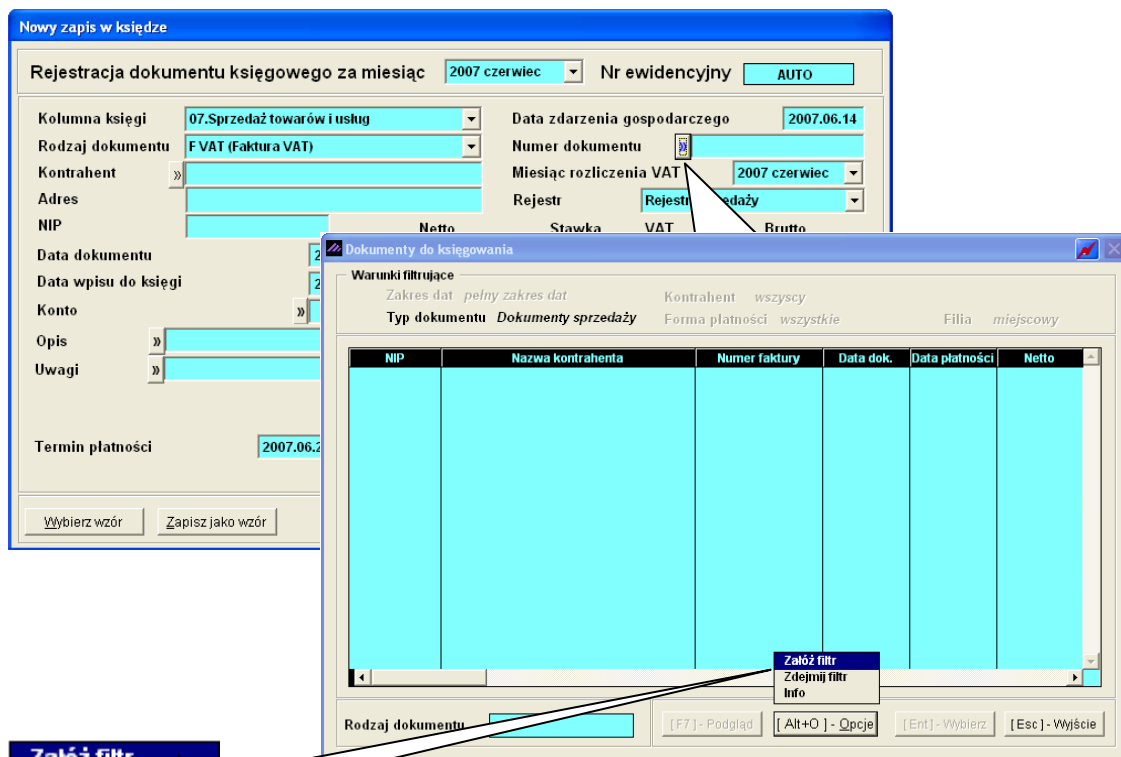 Nowy zapis w księdze
Rejestracja dokumentu księgowego za miesiąc 2007 czerwiec Nr ewidencyjny AUTO
Kolumna księgi 07.Sprzedaż towarów i usług Data zdarzenia gospodarczego 2007.06.14
Rodzaj dokumentu F VAT (Faktura VAT) Numer dokumentu »
Kontrahent » Miesiąc rozliczenia VAT 2007 czerwiec
Adres Rejestr
NIP Netto Stawka VAT Brutto
Data dokumentu
Data wpisu do księgi
Konto »
Opis »
Uwagi »
Termin płatności 2007.06.2
Wybierz wzór Zapisz jako wzór
Dokumenty do księgowania
Warunki filtrujące
Zakres dat pełny zakres dat Kontrahent wszyscy
Typ dokumentu Dokumenty sprzedaży Forma płatności wszystkie Filia miejscowy
NIP Nazwa kontrahenta Numer faktury Data dok. Data płatności Netto
Załóż filtr
Zdejmij filtr
Info
Rodzaj dokumentu [ F7 ] - Podgląd [ Alt+O ] - Opcje [ Ent ] - Wybierz [ Esc ] - Wyjście
Załóż filtr